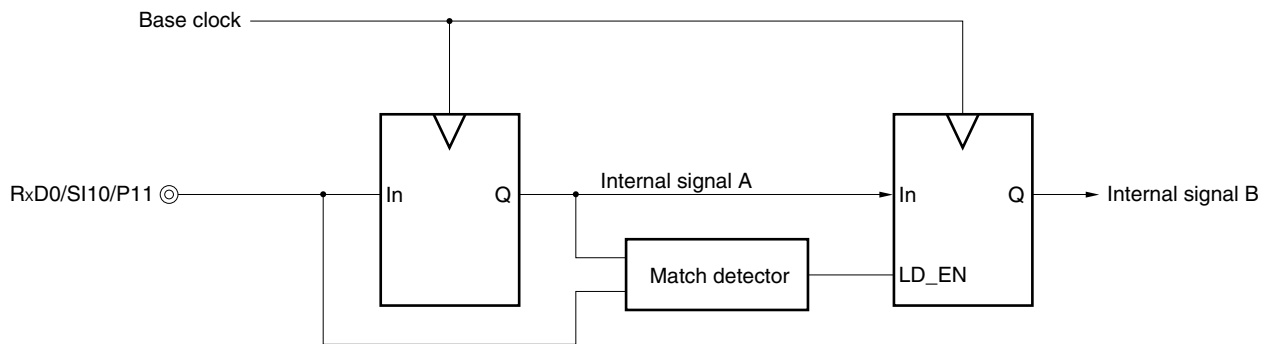 Base clock
RxD0/SI10/P11
In
Q
Internal signal A
In
Q
Internal signal B
Match detector
LD_EN